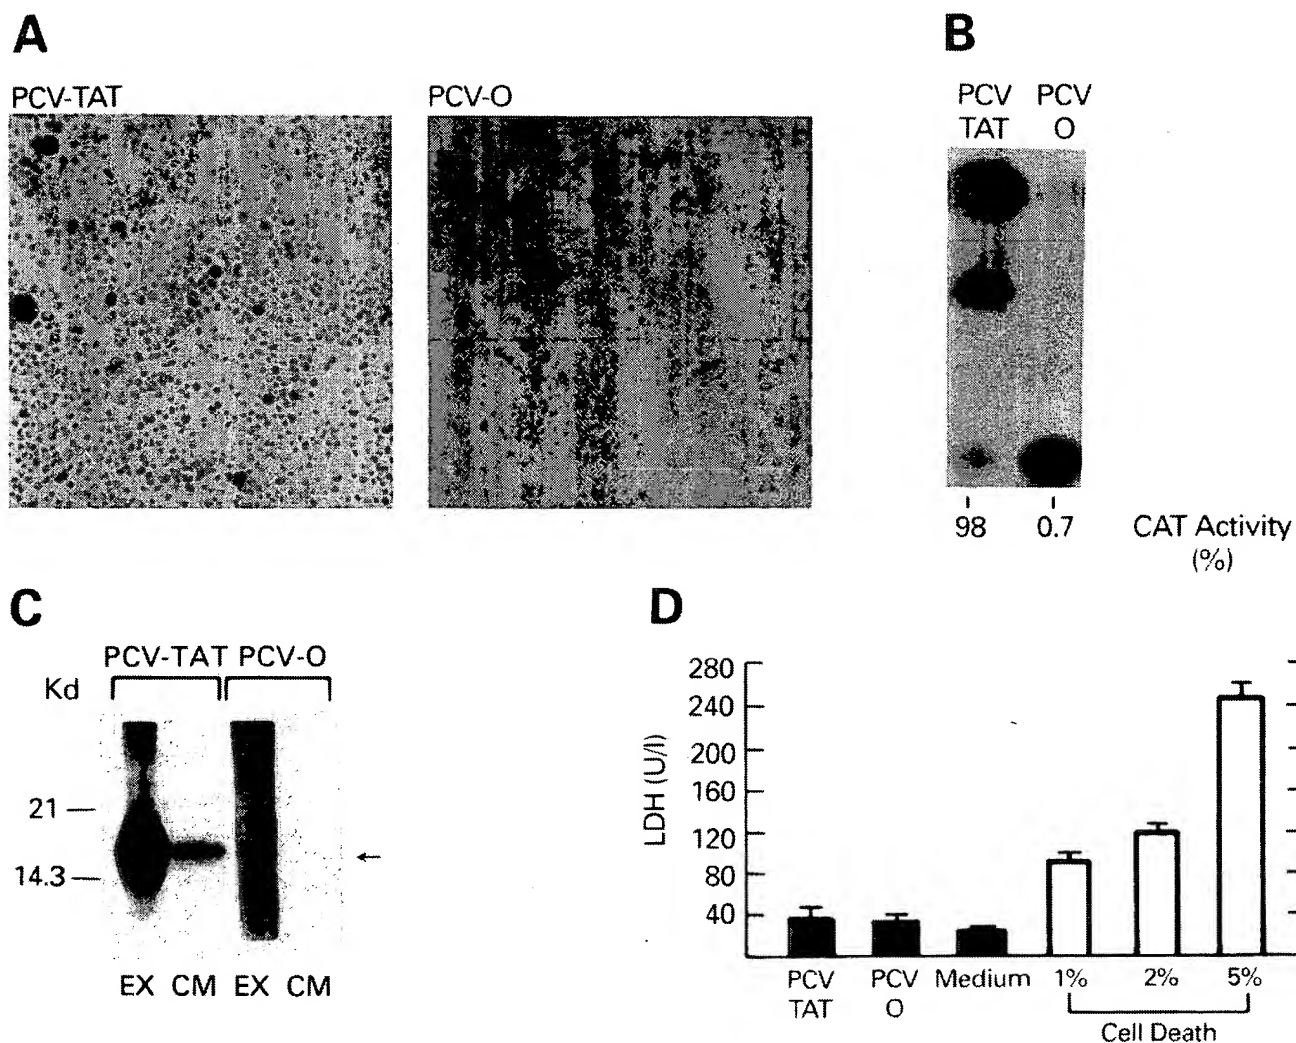 A
PCV-TAT
PCV-O
B
PCV PCV
TAT O
98 0.7 CAT Activity
(%)
C
PCV-TAT PCV-O
Kd
21
14.3
←
EX CM EX CM
D
LDH (U/l)
280
240
200
160
120
80
40
PCV PCV Medium 1% 2% 5%
TAT O
Cell Death